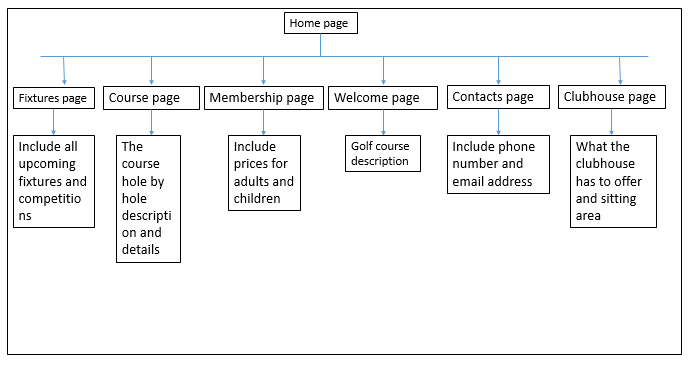 Home page
Fixtures page
Course page
Membership page
Welcome page
Contacts page
Clubhouse page
Include all
upcoming
fixtures and
competitio
ns
The
course
hole by
hole
descripti
on and
details
Include
prices for
adults and
children
Golf course
description
Include phone
number and
email address
What the
clubhouse
has to offer
and sitting
area